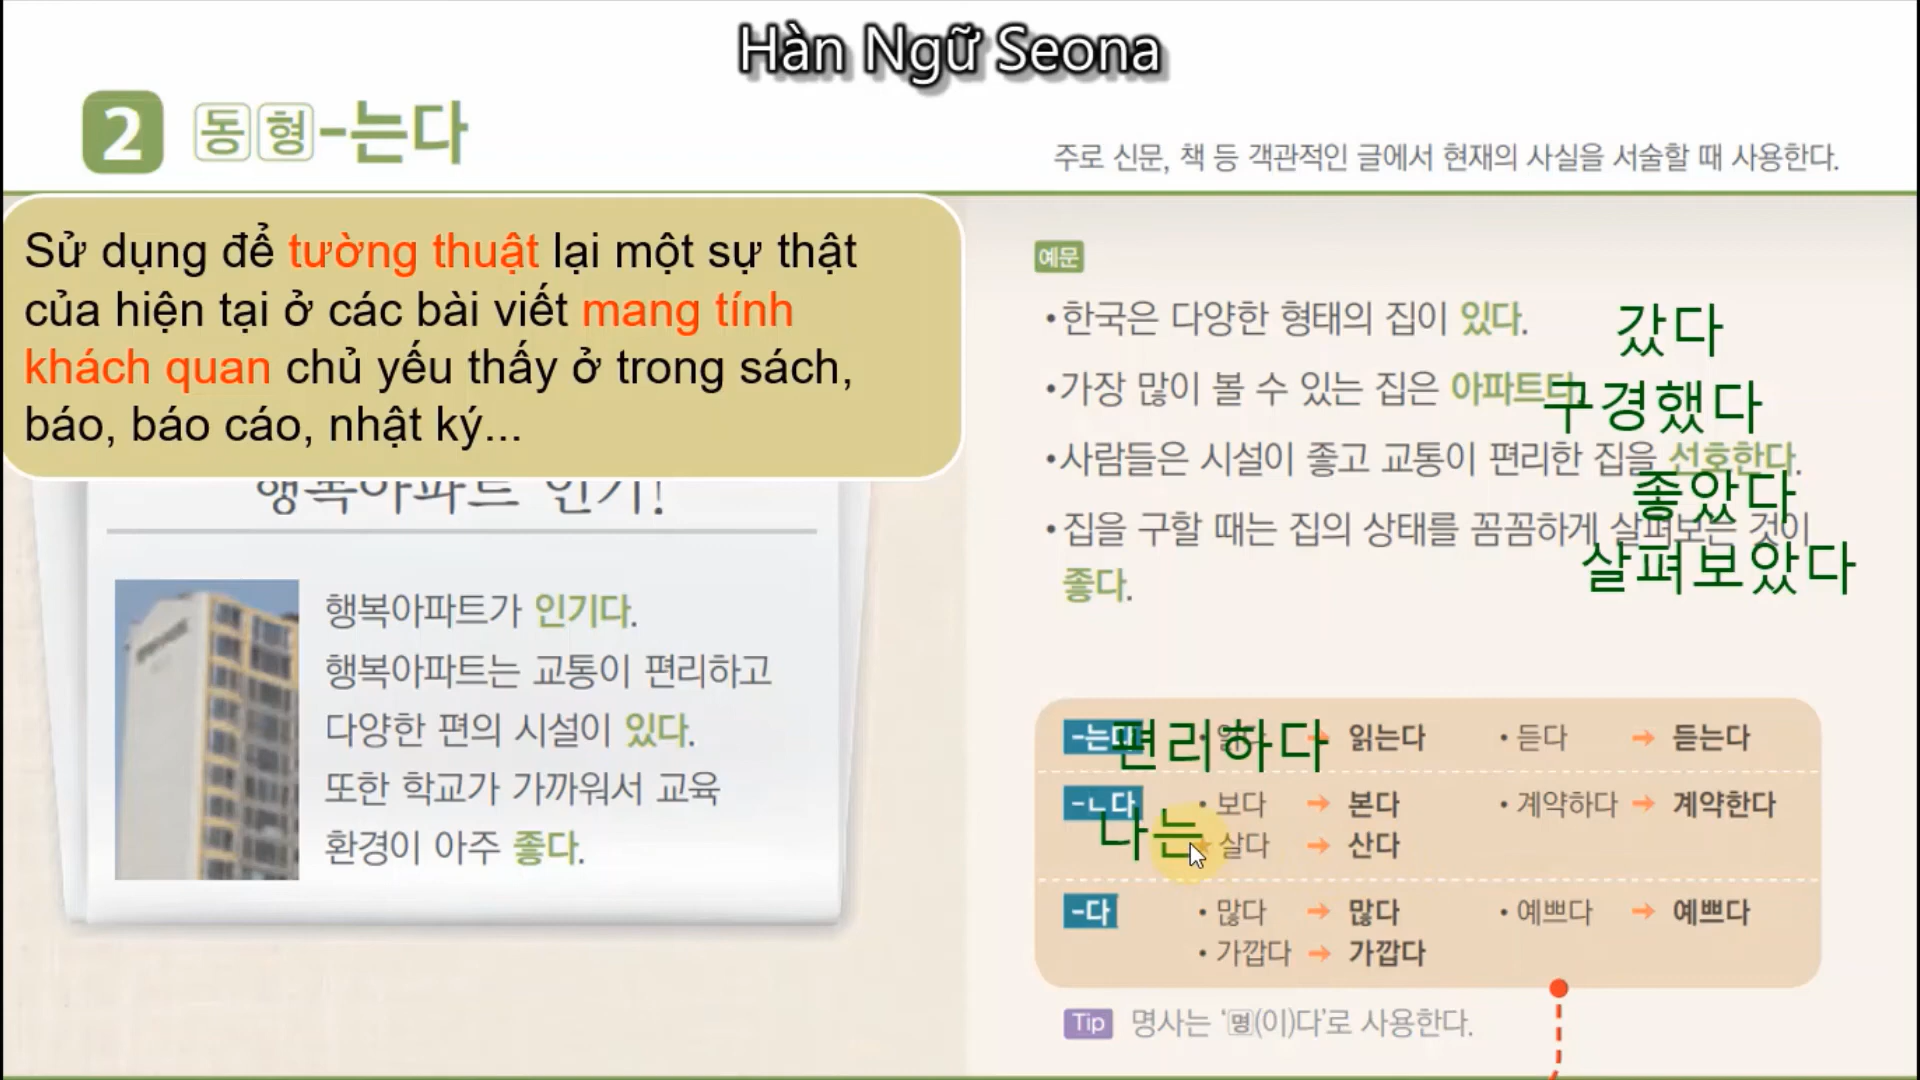 Hàn Ngữ Seona
2 동 형 -는다
주로 신문, 책 등 객관적인 글에서 현재의 사실을 서술할 때 사용한다.
Sử dụng để tường thuật lại một sự thật
của hiện tại ở các bài viết mang tính
khách quan chủ yếu thấy ở trong sách,
báo, báo cáo, nhật ký...
행복아파트 인기!
행복아파트가 인기다.
행복아파트는 교통이 편리하고
다양한 편의 시설이 있다.
또한 학교가 가까워서 교육
환경이 아주 좋다.
예문
•한국은 다양한 형태의 집이 있다.
갔다
•가장 많이 볼 수 있는 집은 아파트다.
구경했다
•사람들은 시설이 좋고 교통이 편리한 집을 선호한다.
좋았다
•집을 구할 때는 집의 상태를 꼼꼼하게 살펴보는 것이
좋다.
살펴보았다
편리하다
-는다 • 읽다 → 읽는다 • 듣다 → 듣는다
-ㄴ다 • 보다 → 본다 • 계약하다 → 계약한다
나는
살다 → 산다
-다 • 많다 → 많다 • 예쁘다 → 예쁘다
• 가깝다 → 가깝다
Tip 명사는 ‘명(이)다’로 사용한다.